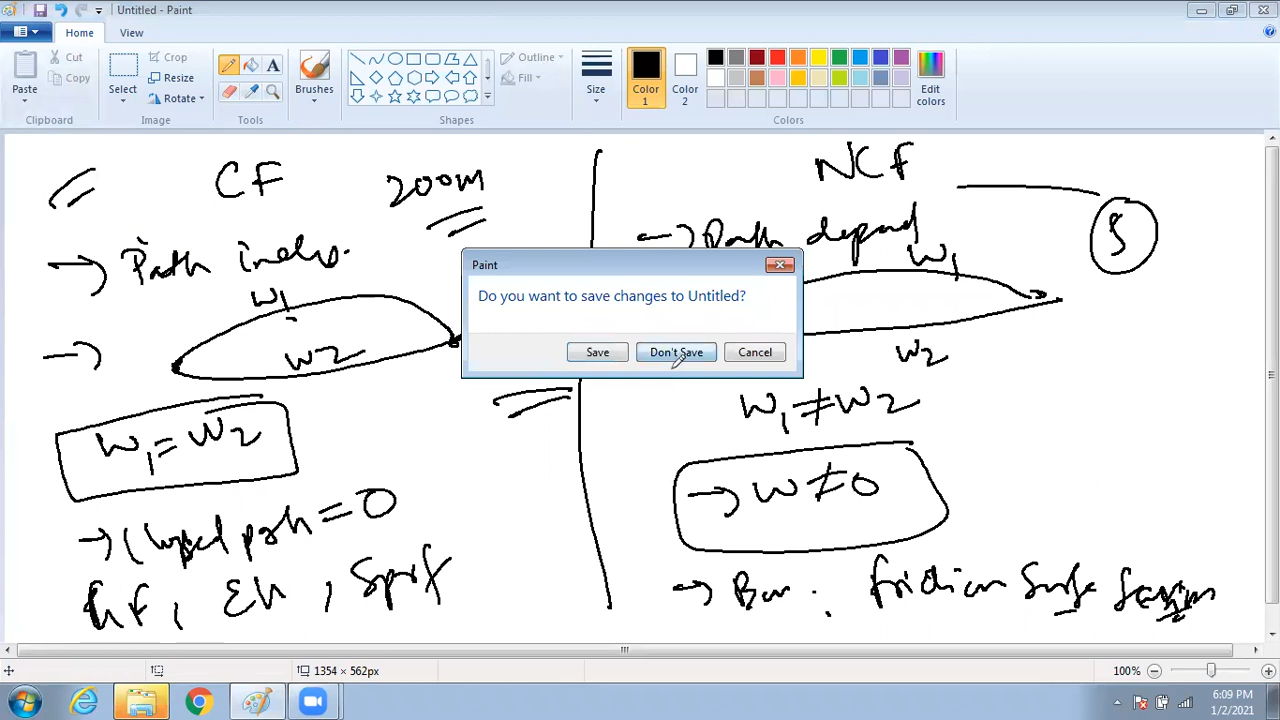 Untitled - Paint
Home
View
Paste
Cut
Copy
Clipboard
Select
Crop
Resize
Rotate
Image
Tools
Brushes
Shapes
Outline
Fill
Size
Color 1
Color 2
Edit colors
Colors
CF
200m
→ Path
W1
→
W2
W1 = W2
→ path = 0
NCF
→ Path depend
S
W1
W2
W1 ≠ W2
→ W ≠ 0
→ friction
Paint
Do you want to save changes to Untitled?
Save
Don't Save
Cancel
1354 × 562px
100%
6:09 PM
1/2/2021